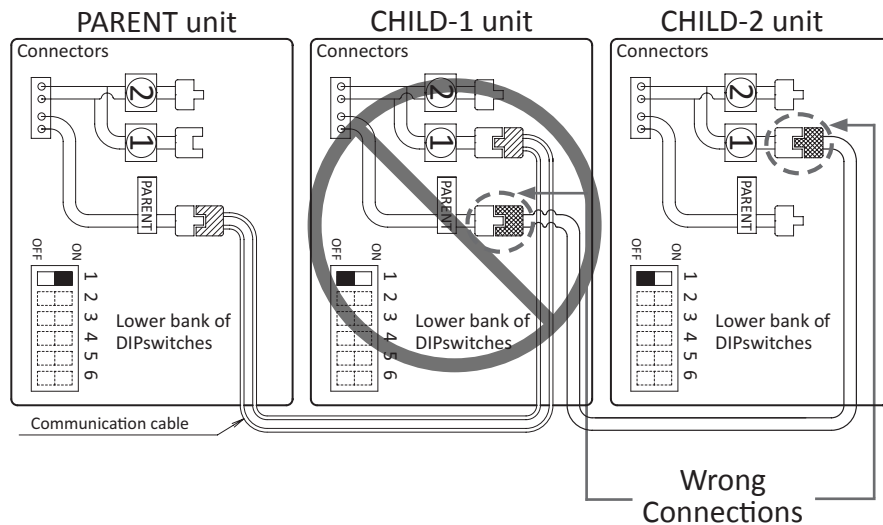 PARENT unit
Connectors
2
1
PARENT
OFF
ON
1
2
3
4
5
6
Lower bank of
DIPswitches
Communication cable
CHILD-1 unit
Connectors
2
1
PARENT
OFF
ON
1
2
3
4
5
6
Lower bank of
DIPswitches
CHILD-2 unit
Connectors
2
1
PARENT
OFF
ON
1
2
3
4
5
6
Lower bank of
DIPswitches
Wrong
Connections